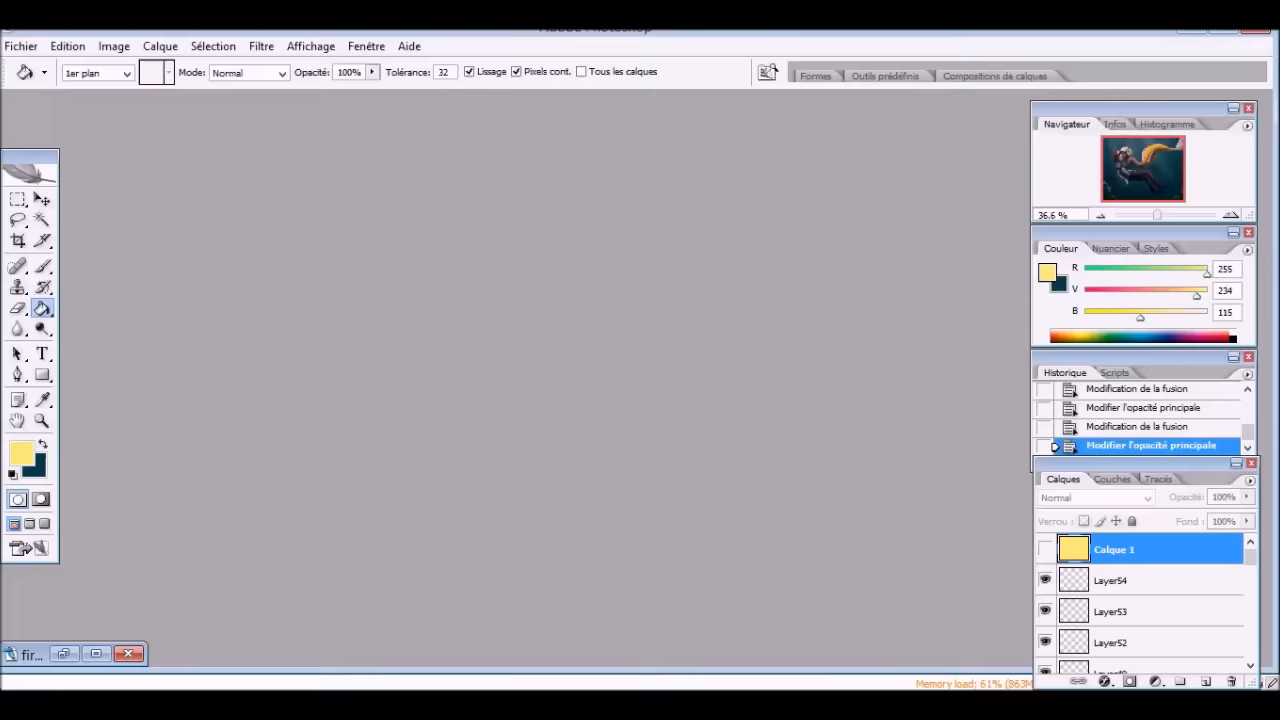 Adobe Photoshop
Fichier Edition Image Calque Sélection Filtre Affichage Fenêtre Aide
1er plan Mode: Normal Opacité: 100% Tolérance: 32 Lissage Pixels cont. Tous les calques
Formes Outils prédéfinis Compositions de calques
Navigateur Infos Histogramme
36.6 %
Couleur Nuancier Styles
R 255
V 234
B 115
Historique Scripts
Modification de la fusion
Modifier l'opacité principale
Modification de la fusion
Modifier l'opacité principale
Calques Couches Tracés
Normal Opacité: 100%
Verrou : Fond : 100%
Calque 1
Layer54
Layer53
Layer52
T
fir...
Memory load: 61% (863M